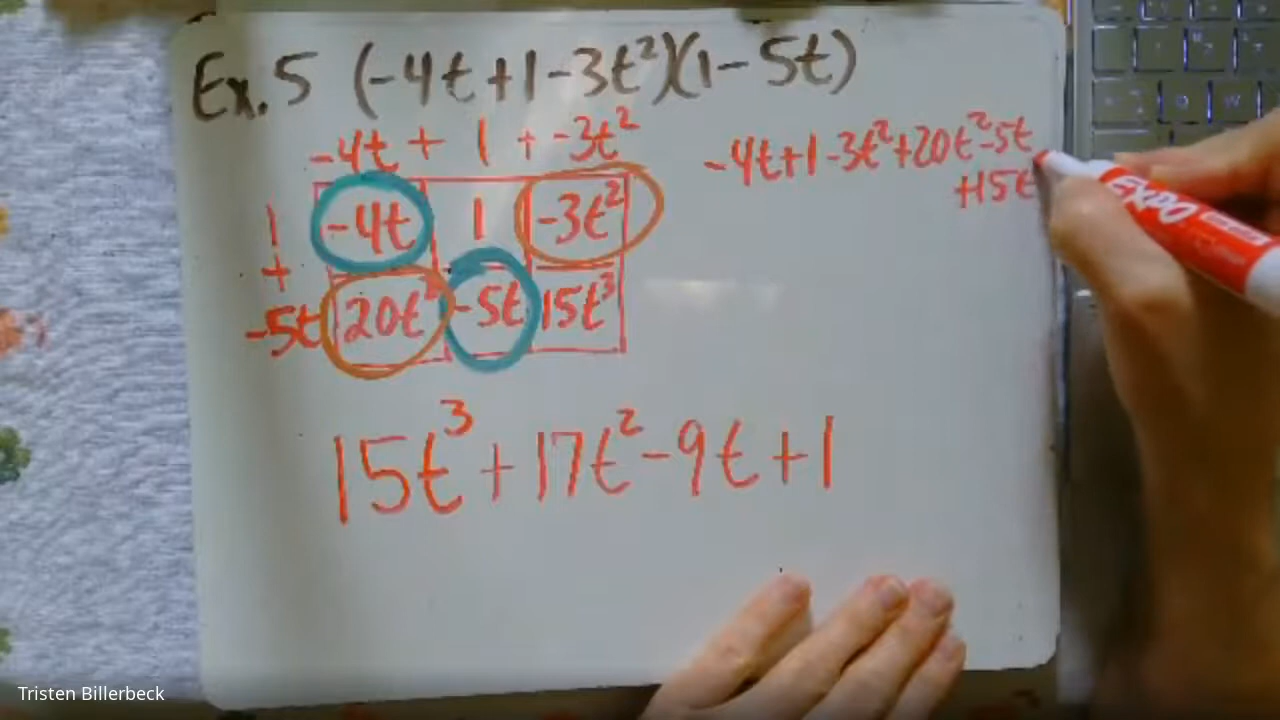 Ex. 5 (-4t+1-3t²)(1-5t)
-4t + 1 + -3t²
1 -4t 1 -3t²
+
-5t 20t² -5t 15t³
-4t+1-3t²+20t²-5t
+15t
15t³+17t²-9t+1
EXPO
Tristen Billerbeck